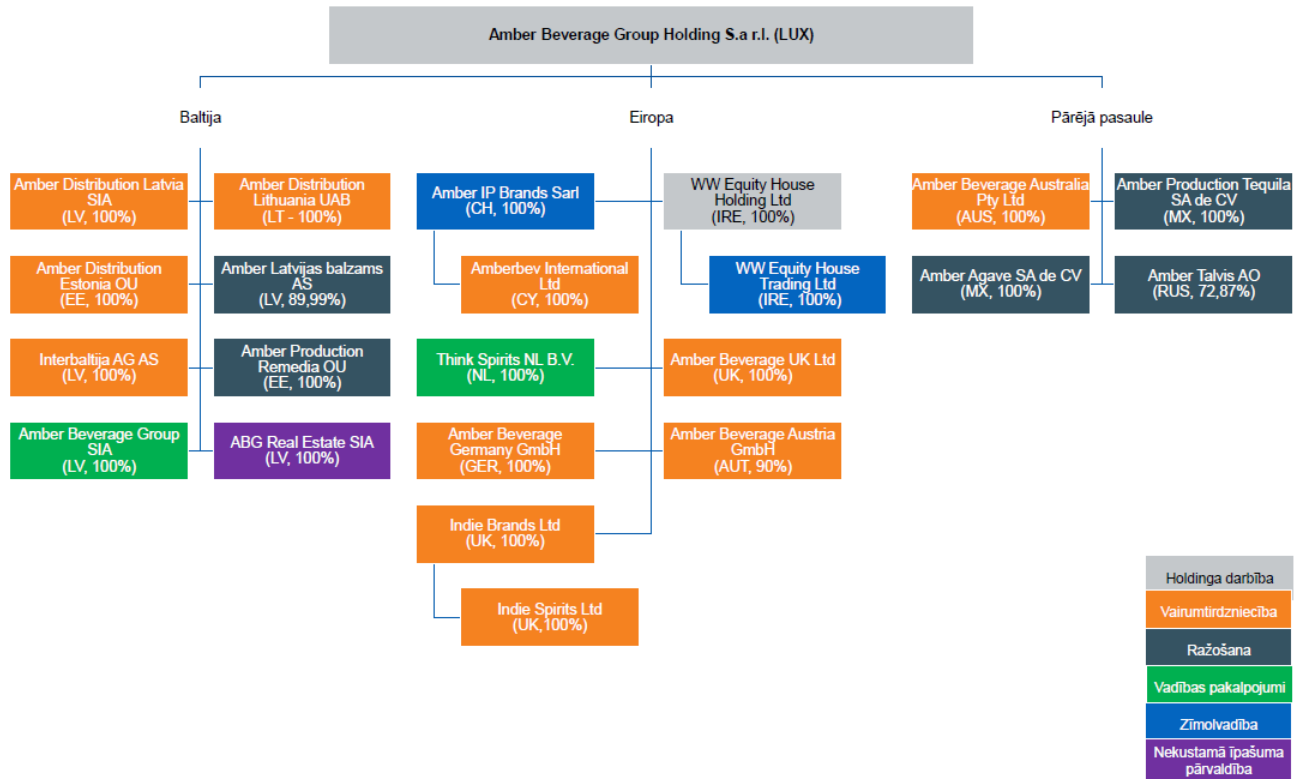 Amber Beverage Group Holding S.a r.l. (LUX)
Baltija
Eiropa
Pārējā pasaule
Amber Distribution Latvia
SIA
(LV, 100%)
Amber Distribution
Lithuania UAB
(LT - 100%)
Amber Distribution
Estonia OU
(EE, 100%)
Amber Latvijas balzams
AS
(LV, 89,99%)
Interbaltija AG AS
(LV, 100%)
Amber Production
Remedia OU
(EE, 100%)
Amber Beverage Group
SIA
(LV, 100%)
ABG Real Estate SIA
(LV, 100%)
Amber IP Brands Sarl
(CH, 100%)
WW Equity House
Holding Ltd
(IRE, 100%)
Amberbev International
Ltd
(CY, 100%)
WW Equity House
Trading Ltd
(IRE, 100%)
Think Spirits NL B.V.
(NL, 100%)
Amber Beverage UK Ltd
(UK, 100%)
Amber Beverage
Germany GmbH
(GER, 100%)
Amber Beverage Austria
GmbH
(AUT, 90%)
Indie Brands Ltd
(UK, 100%)
Indie Spirits Ltd
(UK,100%)
Amber Beverage Australia
Pty Ltd
(AUS, 100%)
Amber Production Tequila
SA de CV
(MX, 100%)
Amber Agave SA de CV
(MX, 100%)
Amber Talvis AO
(RUS, 72,87%)
Holdinga darbība
Vairumtirdzniecība
Ražošana
Vadības pakalpojumi
Zīmolvadība
Nekustamā īpašuma
pārvaldība